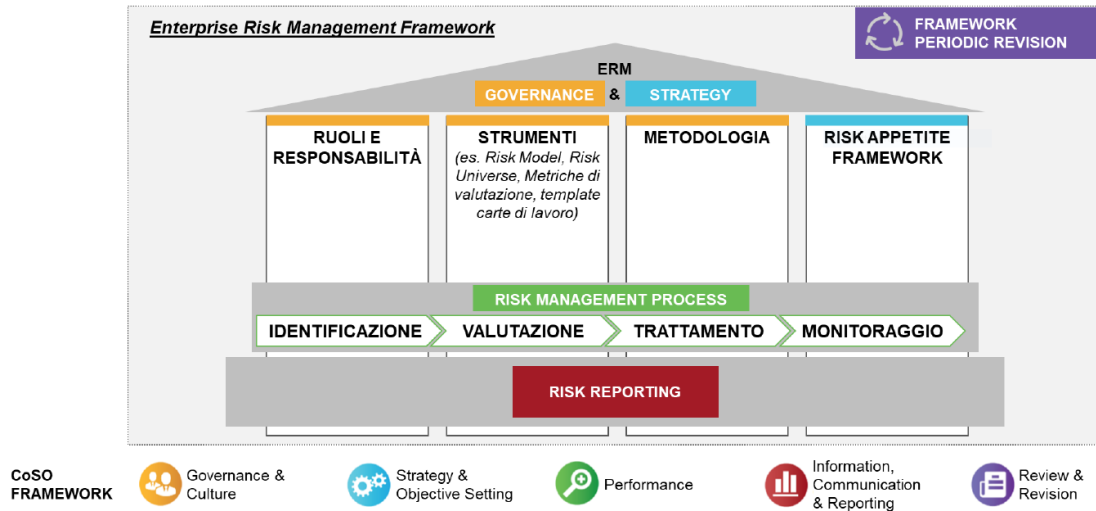 Enterprise Risk Management Framework
FRAMEWORK
PERIODIC REVISION
ERM
GOVERNANCE & STRATEGY
RUOLI E
RESPONSABILITÀ
STRUMENTI
(es. Risk Model, Risk
Universe, Metriche di
valutazione, template
carte di lavoro)
METODOLOGIA
RISK APPETITE
FRAMEWORK
RISK MANAGEMENT PROCESS
IDENTIFICAZIONE
VALUTAZIONE
TRATTAMENTO
MONITORAGGIO
RISK REPORTING
CoSO
FRAMEWORK
Governance &
Culture
Strategy &
Objective Setting
Performance
Information,
Communication
& Reporting
Review &
Revision